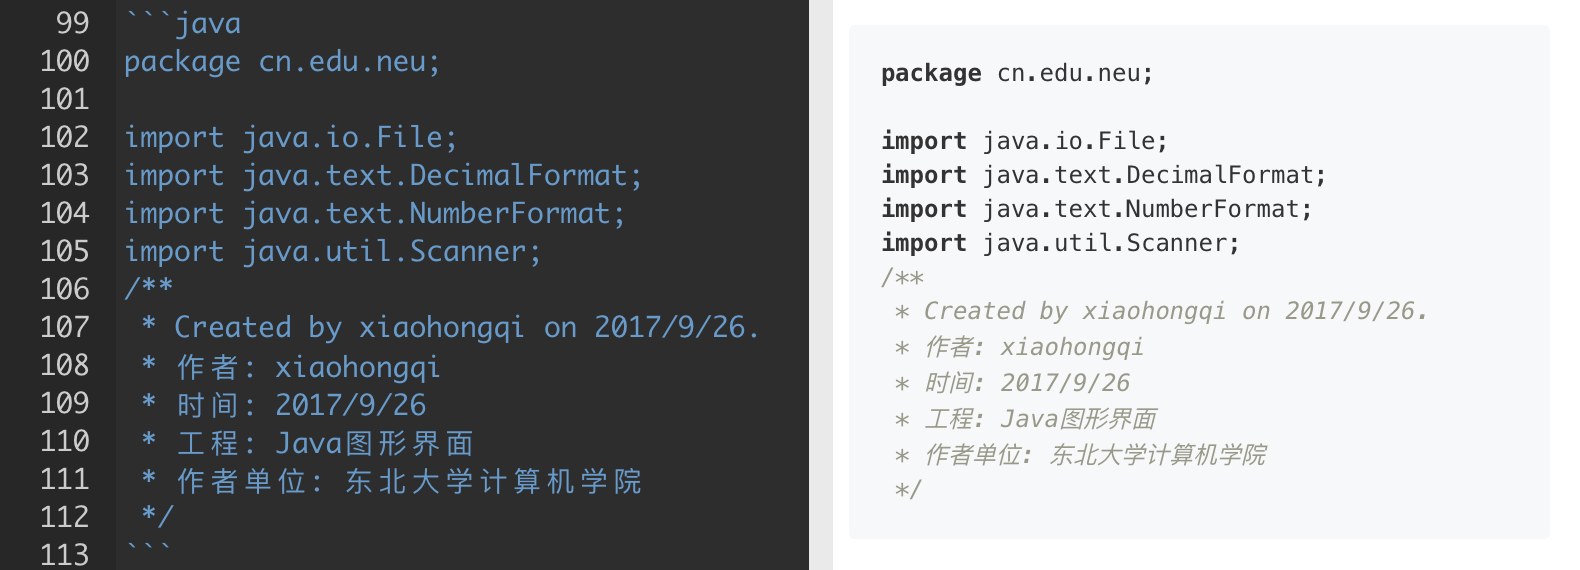 99 ```java
100 package cn.edu.neu;
101
102 import java.io.File;
103 import java.text.DecimalFormat;
104 import java.text.NumberFormat;
105 import java.util.Scanner;
106 /**
107  * Created by xiaohongqi on 2017/9/26.
108  * 作者: xiaohongqi
109  * 时间: 2017/9/26
110  * 工程: Java图形界面
111  * 作者单位: 东北大学计算机学院
112  */
113 ```
package cn.edu.neu;

import java.io.File;
import java.text.DecimalFormat;
import java.text.NumberFormat;
import java.util.Scanner;
/**
 * Created by xiaohongqi on 2017/9/26.
 * 作者: xiaohongqi
 * 时间: 2017/9/26
 * 工程: Java图形界面
 * 作者单位: 东北大学计算机学院
 */